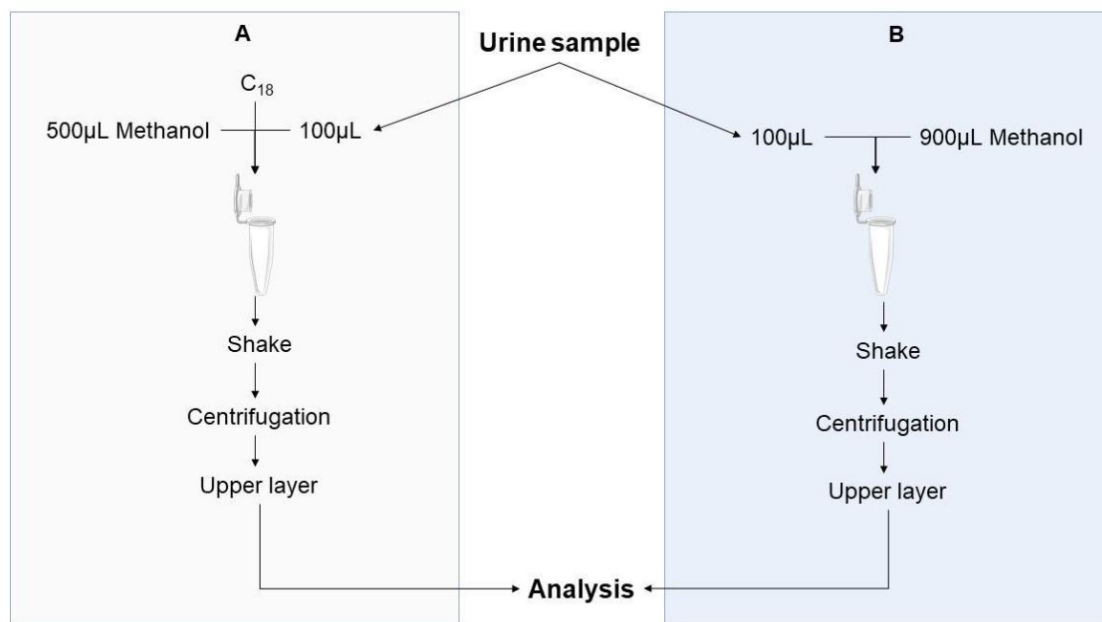 A
B
Urine sample
C₁₈
500µL Methanol
100µL
100µL
900µL Methanol
Shake
Shake
Centrifugation
Centrifugation
Upper layer
Upper layer
Analysis